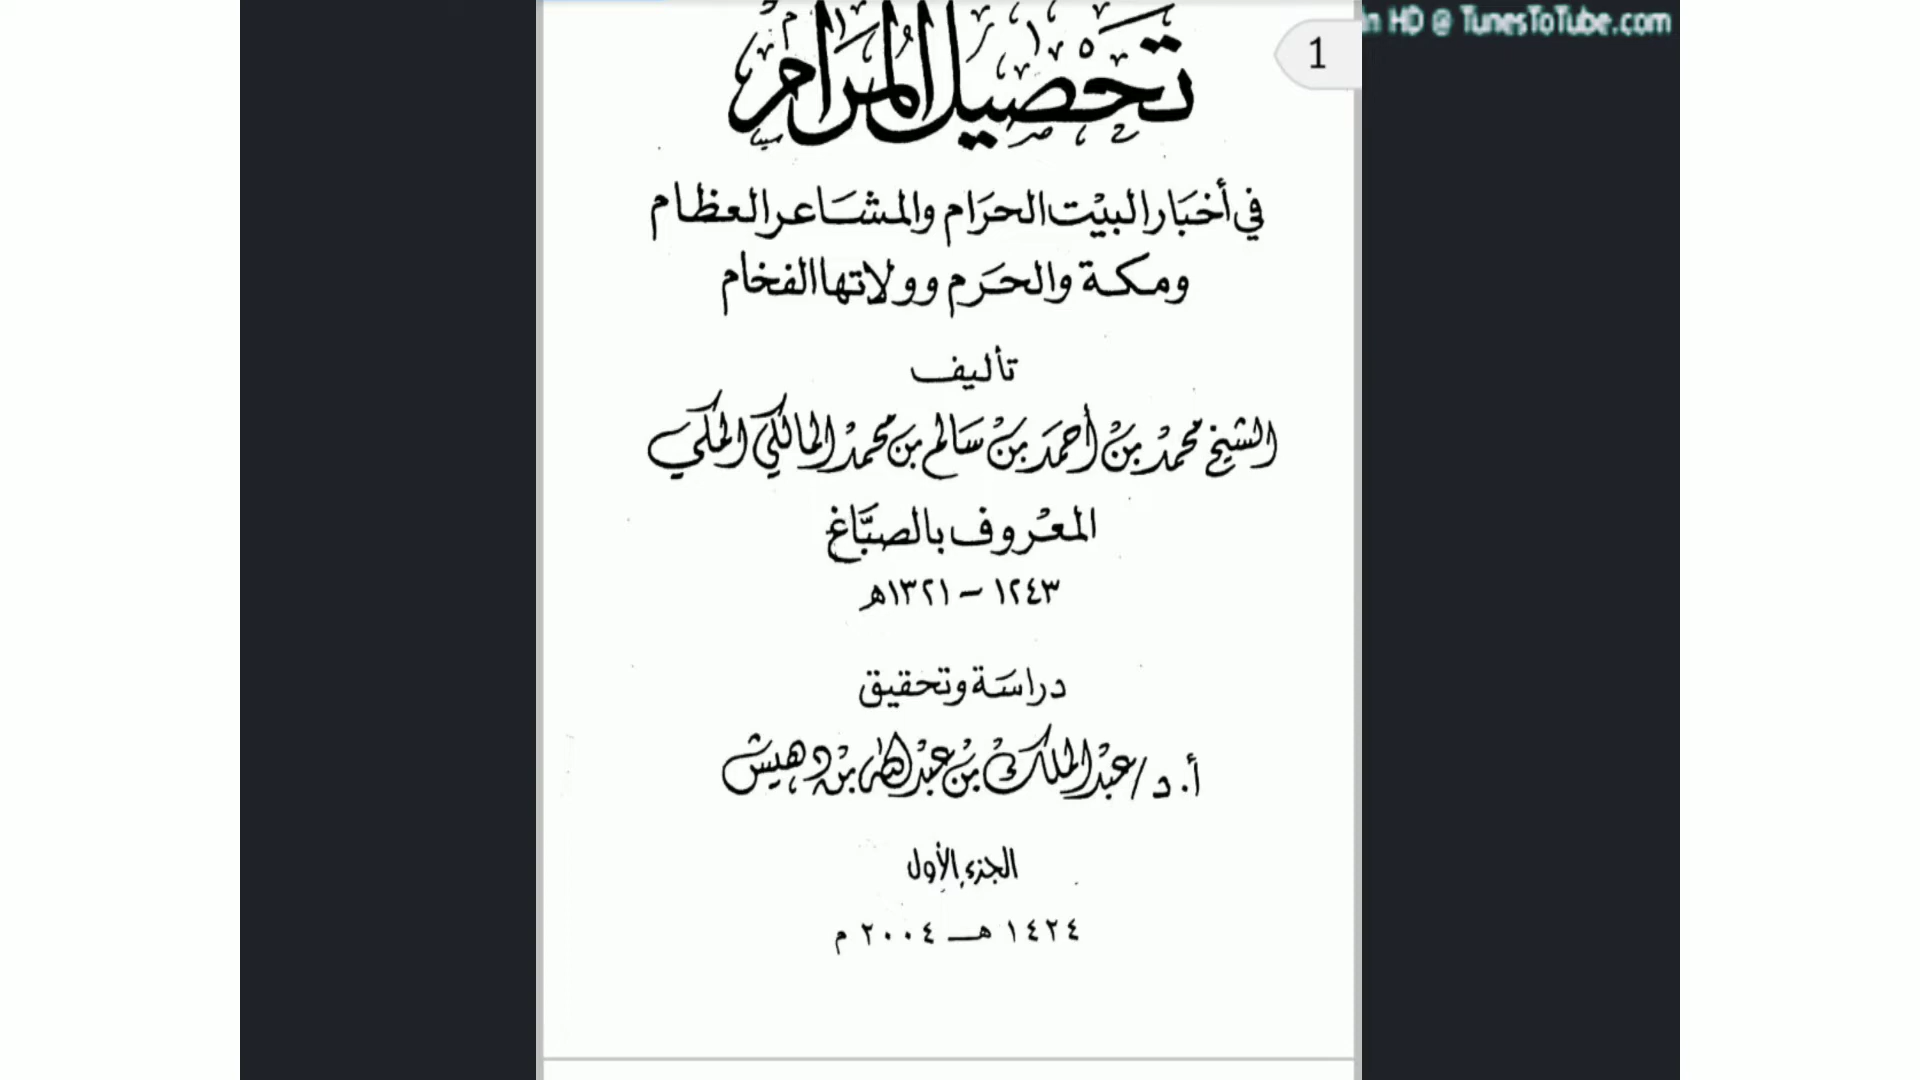 in HD @ TunesToTube.com
1
تحصيل المرام
في أخبار البيت الحرام والمشاعر العظام
ومكة والحرم وولاتها الفخام
تأليف
الشيخ محمد بن أحمد بن سالم بن محمد المالكي المكي
المعروف بالصباغ
١٢٤٣ - ١٣٢١هـ
دراسة وتحقيق
أ. د/ عبد الملك بن عبد الله بن دهيش
الجزء الأول
١٤٢٤ هـ ـ ٢٠٠٤ م